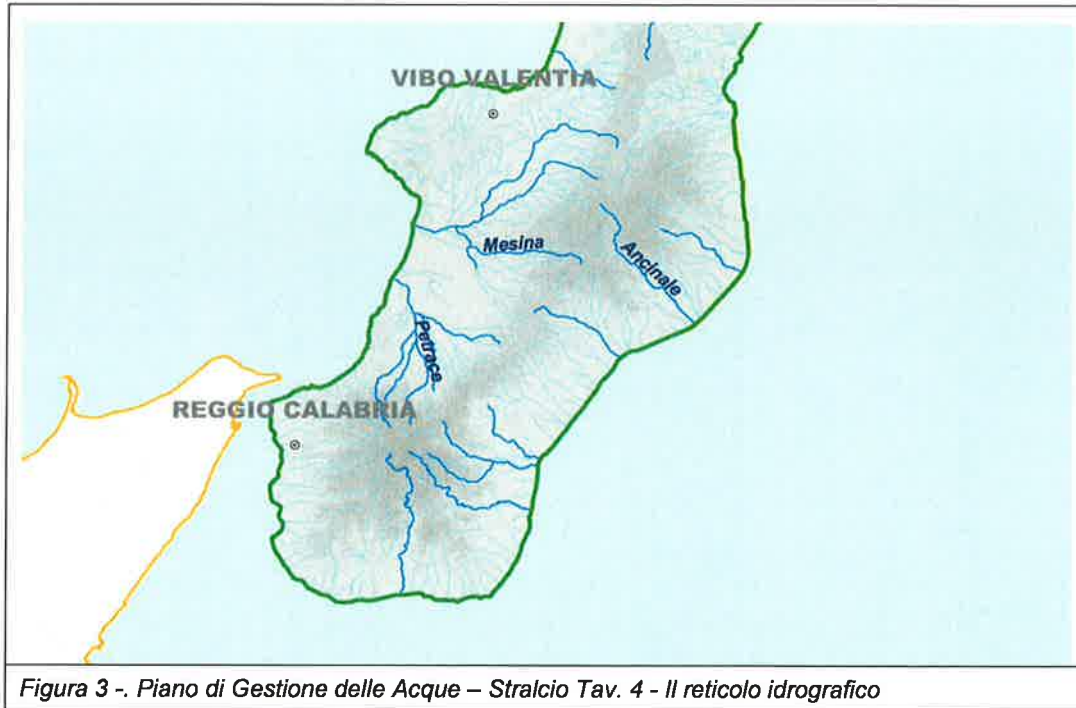 VIBO VALENTIA
Mesina
Ancinale
Petrace
REGGIO CALABRIA
Figura 3 -. Piano di Gestione delle Acque – Stralcio Tav. 4 - Il reticolo idrografico